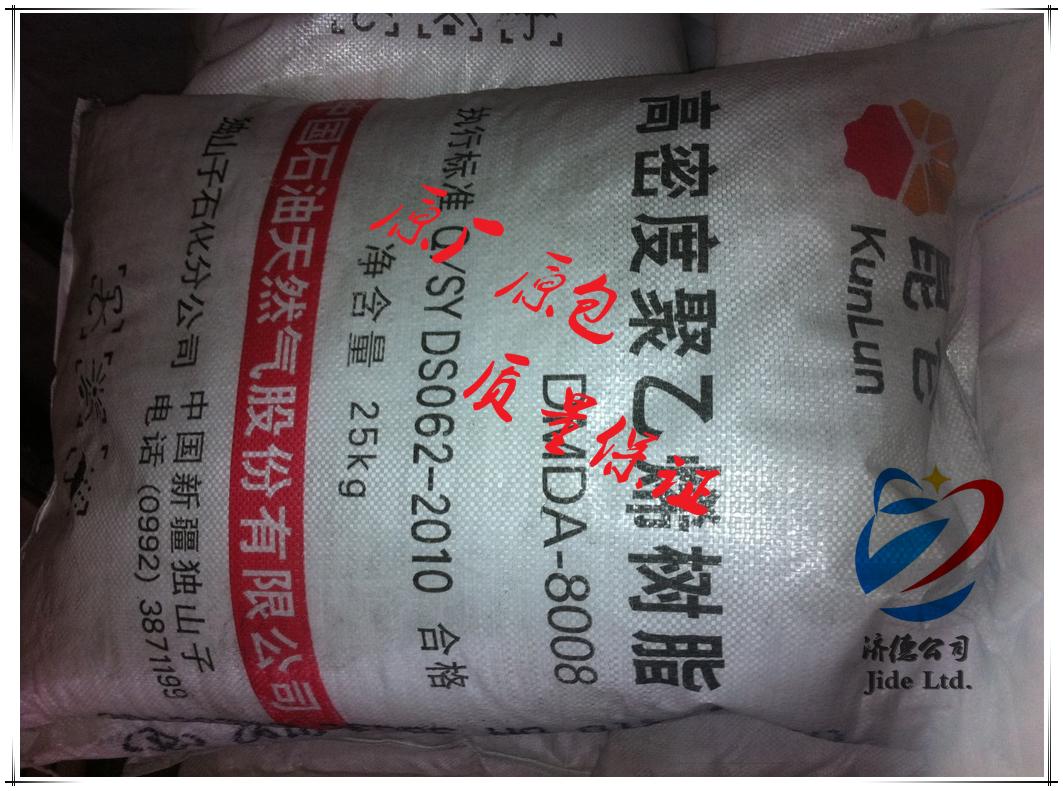 昆仑
KunLun
高密度聚乙烯树脂
DMDA-8008
执行标准 Q/SY DS062-2010 合格
净含量 25kg
中国石油天然气股份有限公司
独山子石化分公司 中国新疆独山子
电话 (0992) 3871199
原厂
原包
质量保证
济德公司
Jide Ltd.